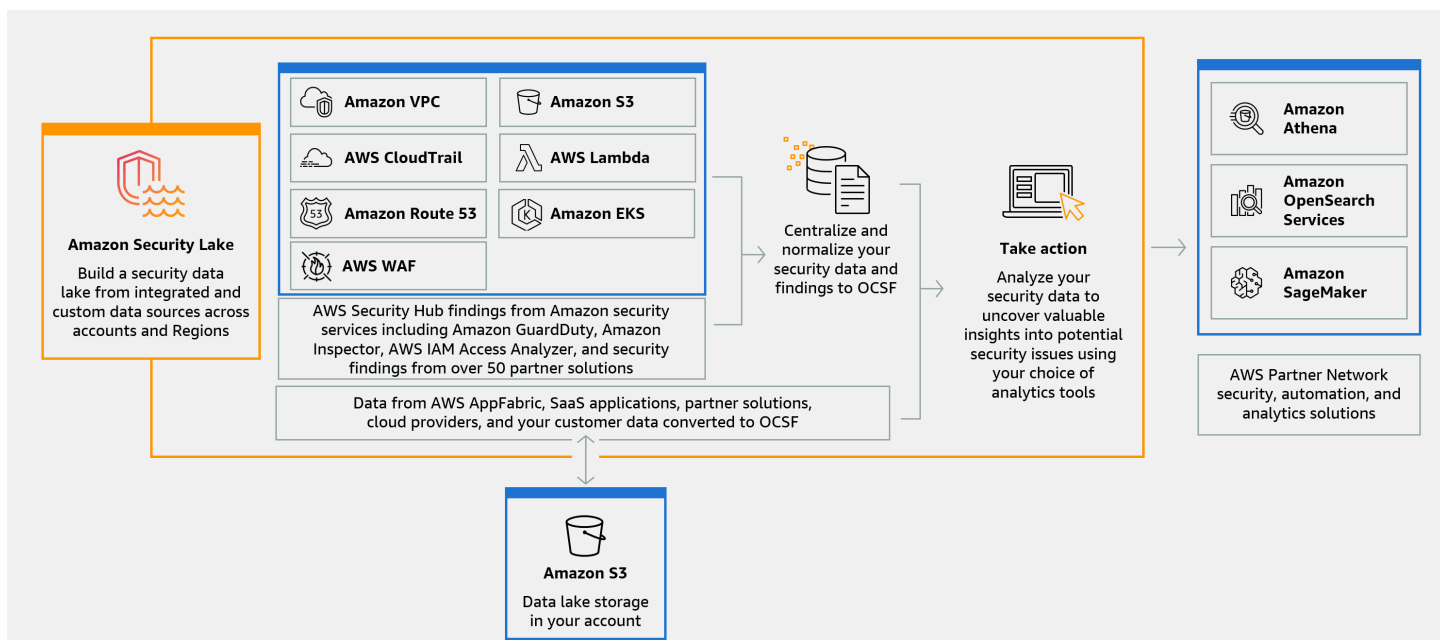 Amazon Security Lake
Build a security data
lake from integrated and
custom data sources across
accounts and Regions
Amazon VPC
Amazon S3
AWS CloudTrail
AWS Lambda
53
Amazon Route 53
K
Amazon EKS
AWS WAF
AWS Security Hub findings from Amazon security
services including Amazon GuardDuty, Amazon
Inspector, AWS IAM Access Analyzer, and security
findings from over 50 partner solutions
Data from AWS AppFabric, SaaS applications, partner solutions,
cloud providers, and your customer data converted to OCSF
Centralize and
normalize your
security data and
findings to OCSF
Take action
Analyze your
security data to
uncover valuable
insights into potential
security issues using
your choice of
analytics tools
Amazon
Athena
Amazon
OpenSearch
Services
Amazon
SageMaker
AWS Partner Network
security, automation, and
analytics solutions
Amazon S3
Data lake storage
in your account